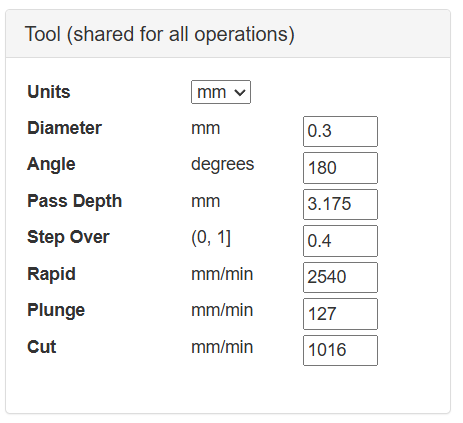 Tool (shared for all operations)
Units mm
Diameter mm 0.3
Angle degrees 180
Pass Depth mm 3.175
Step Over (0, 1] 0.4
Rapid mm/min 2540
Plunge mm/min 127
Cut mm/min 1016